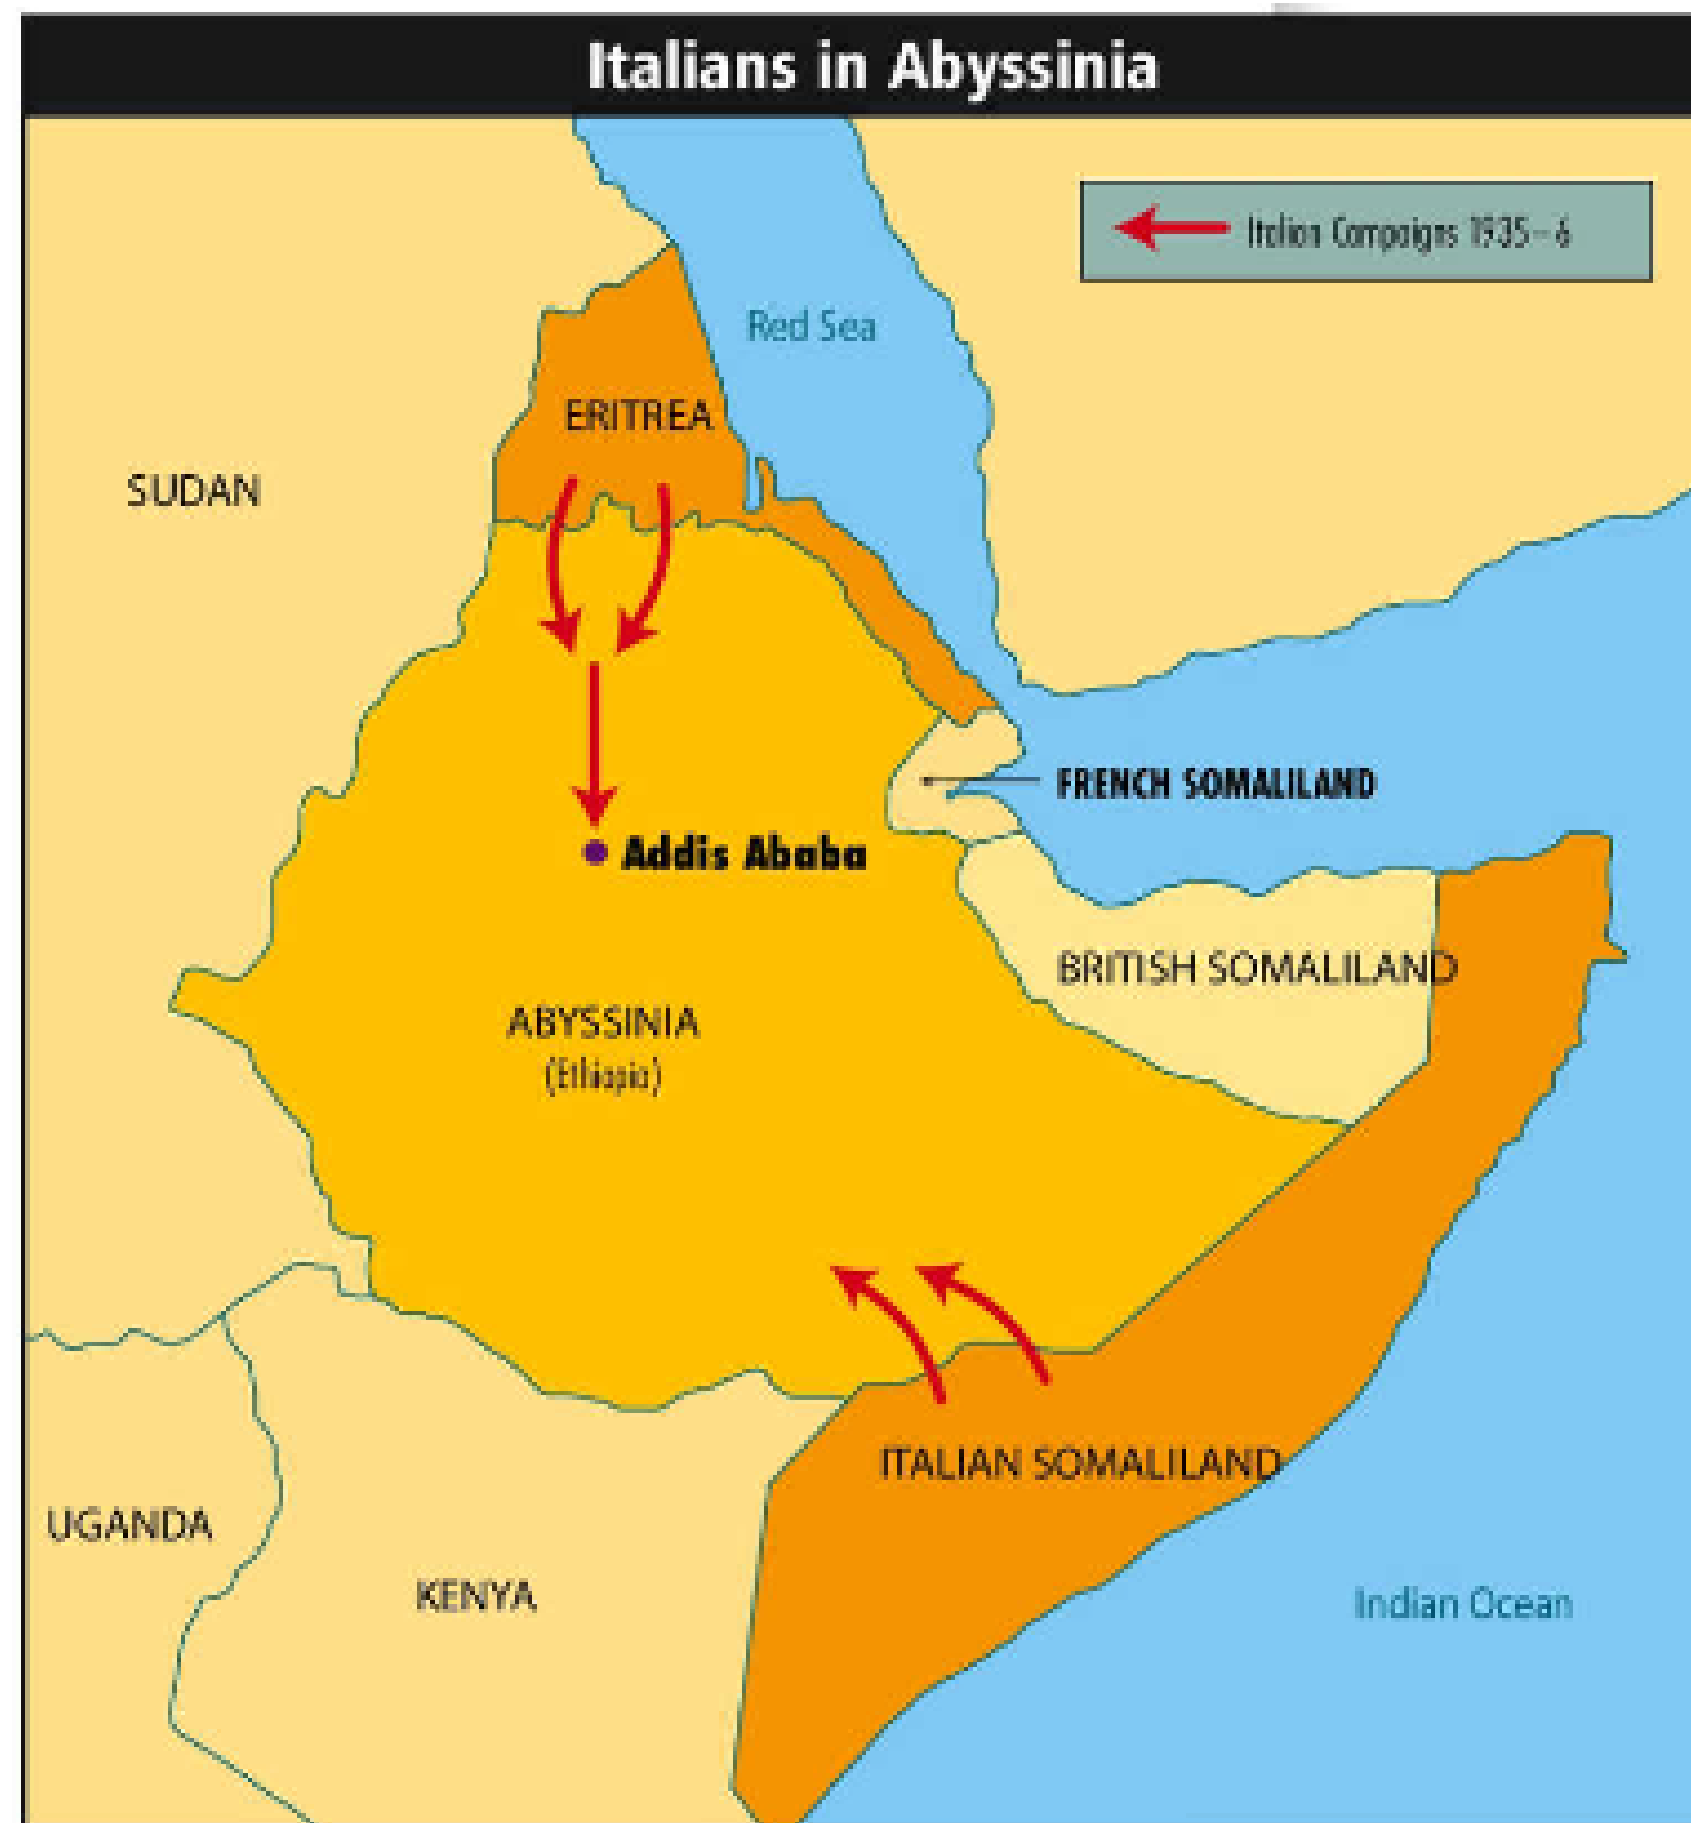 Italians in Abyssinia
Italian Campaigns 1935–6
Red Sea
ERITREA
SUDAN
FRENCH SOMALILAND
Addis Ababa
BRITISH SOMALILAND
ABYSSINIA
(Ethiopia)
ITALIAN SOMALILAND
UGANDA
KENYA
Indian Ocean